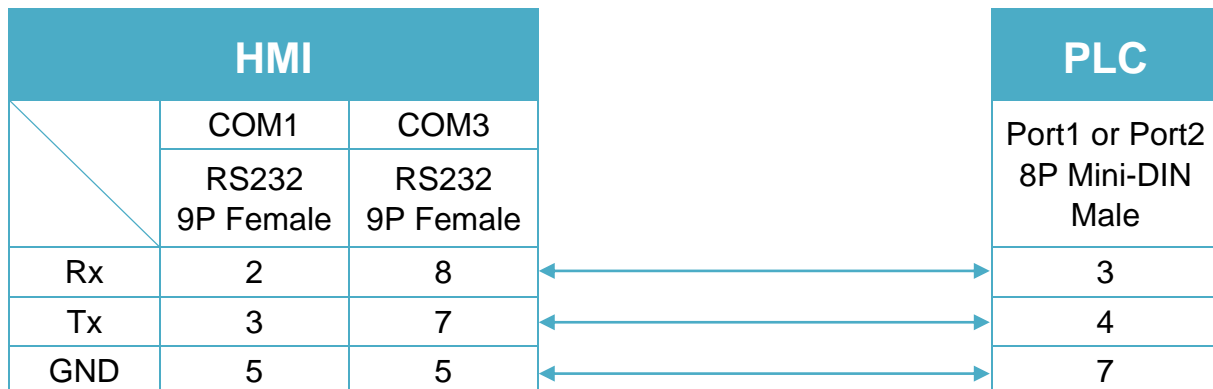 HMI PLC
COM1 COM3 Port1 or Port2
RS232 RS232 8P Mini-DIN
9P Female 9P Female Male
Rx 2 8 3
Tx 3 7 4
GND 5 5 7